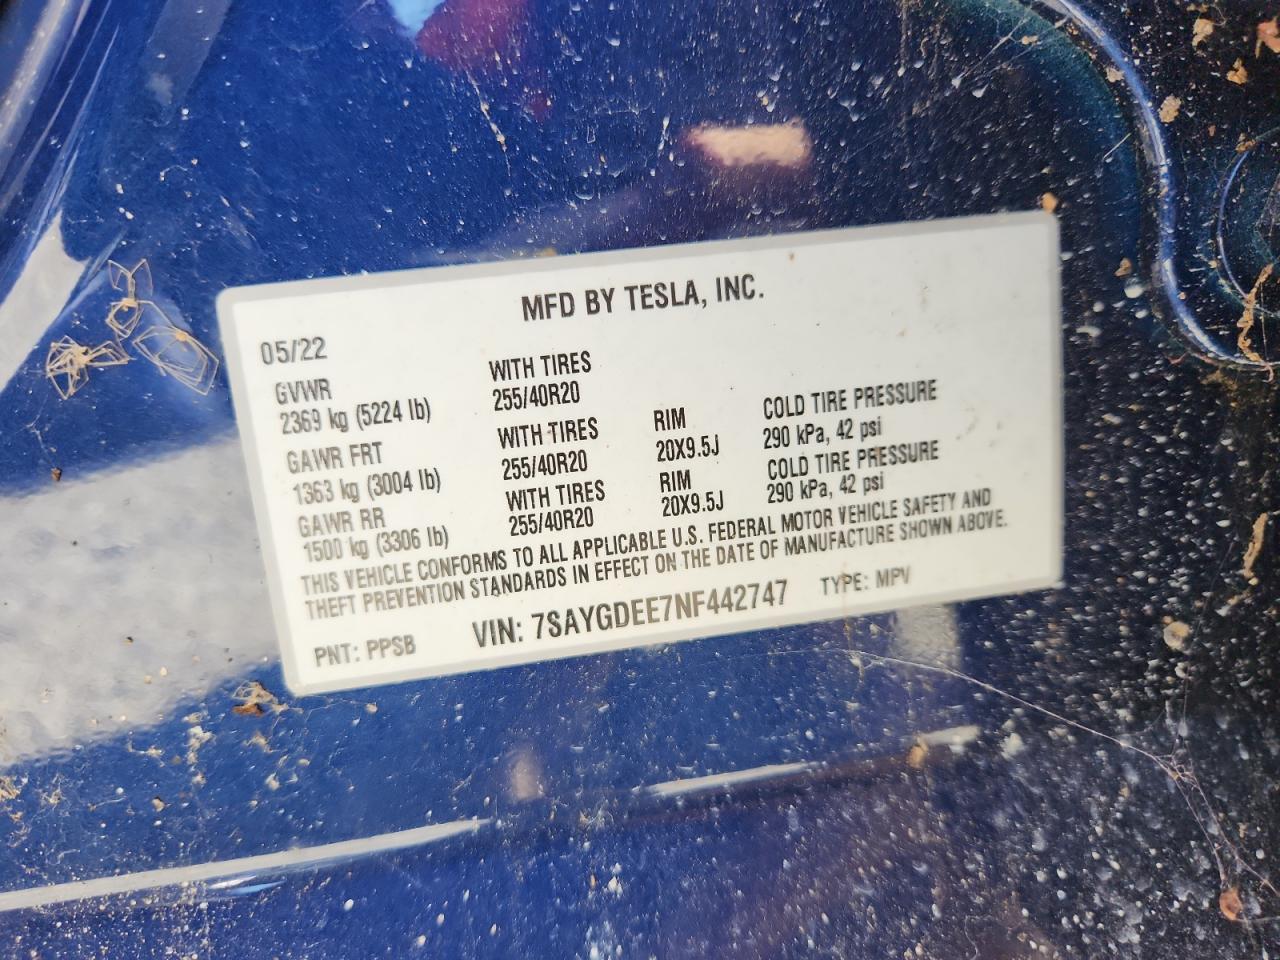 MFD BY TESLA, INC.
05/22
GVWR WITH TIRES
2369 kg (5224 lb) 255/40R20
GAWR FRT WITH TIRES RIM COLD TIRE PRESSURE
1363 kg (3004 lb) 255/40R20 20X9.5J 290 kPa, 42 psi
GAWR RR WITH TIRES RIM COLD TIRE PRESSURE
1500 kg (3306 lb) 255/40R20 20X9.5J 290 kPa, 42 psi
THIS VEHICLE CONFORMS TO ALL APPLICABLE U.S. FEDERAL MOTOR VEHICLE SAFETY AND
THEFT PREVENTION STANDARDS IN EFFECT ON THE DATE OF MANUFACTURE SHOWN ABOVE.
PNT: PPSB VIN: 7SAYGDEE7NF442747 TYPE: MPV